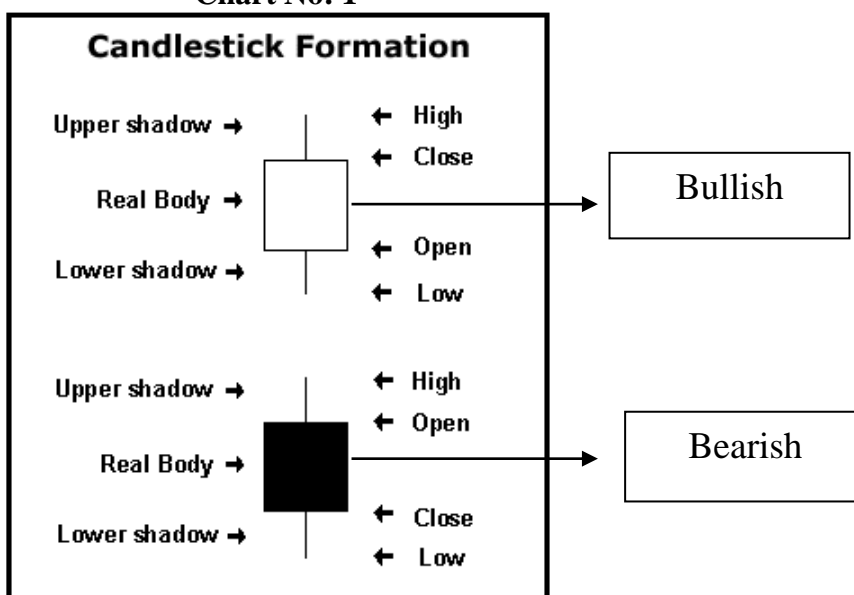 Chart No. 1
Candlestick Formation
Upper shadow → ← High
← Close
Real Body → Bullish
← Open
Lower shadow →
← Low
Upper shadow → ← High
← Open
Real Body → Bearish
← Close
Lower shadow →
← Low